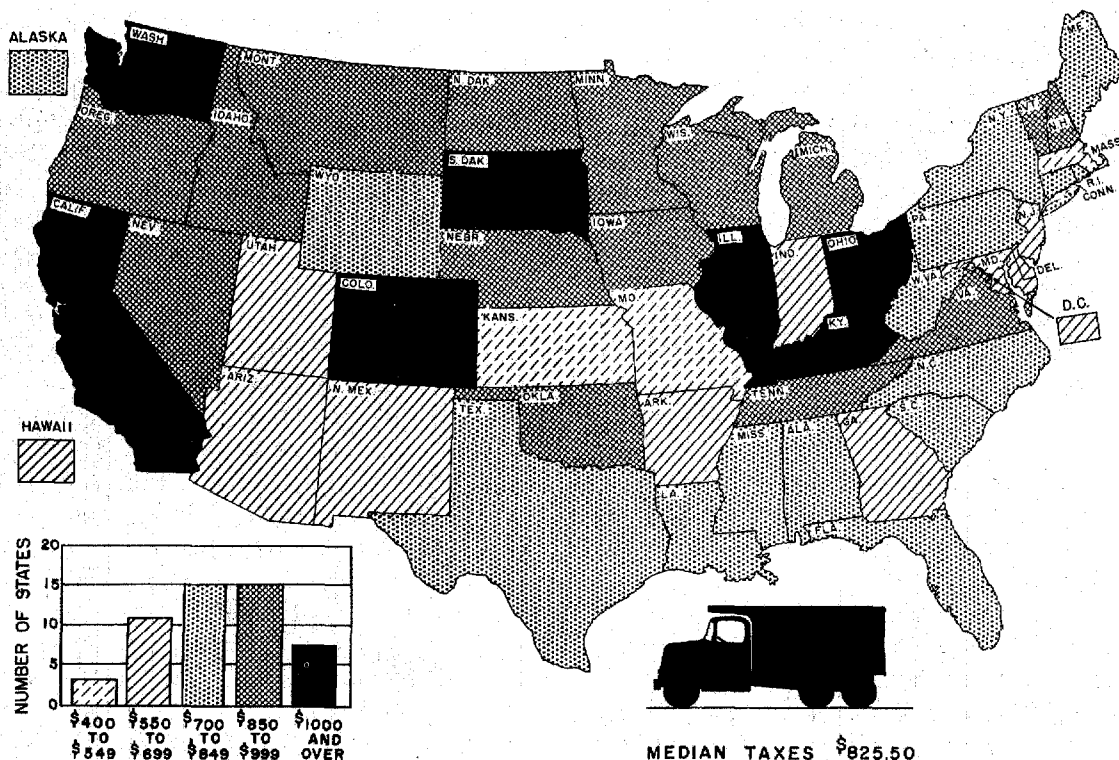 ALASKA
WASH.
MONT.
N. DAK.
MINN.
ME.
OREG.
IDAHO
WIS.
MICH.
N.Y.
VT.
N.H.
MASS.
R.I.
CONN.
S. DAK.
WYO.
CALIF.
NEV.
UTAH
NEBR.
IOWA
ILL.
IND.
OHIO
PA.
COLO.
KANS.
MO.
KY.
W. VA.
MD.
VA.
DEL.
D.C.
ARIZ.
N. MEX.
TEX.
OKLA.
ARK.
TENN.
N.C.
S.C.
MISS.
ALA.
GA.
LA.
FLA.
HAWAII
NUMBER OF STATES
20
15
10
5
0
$400 TO $549
$550 TO $699
$700 TO $849
$850 TO $999
$1000 AND OVER
MEDIAN TAXES $825.50